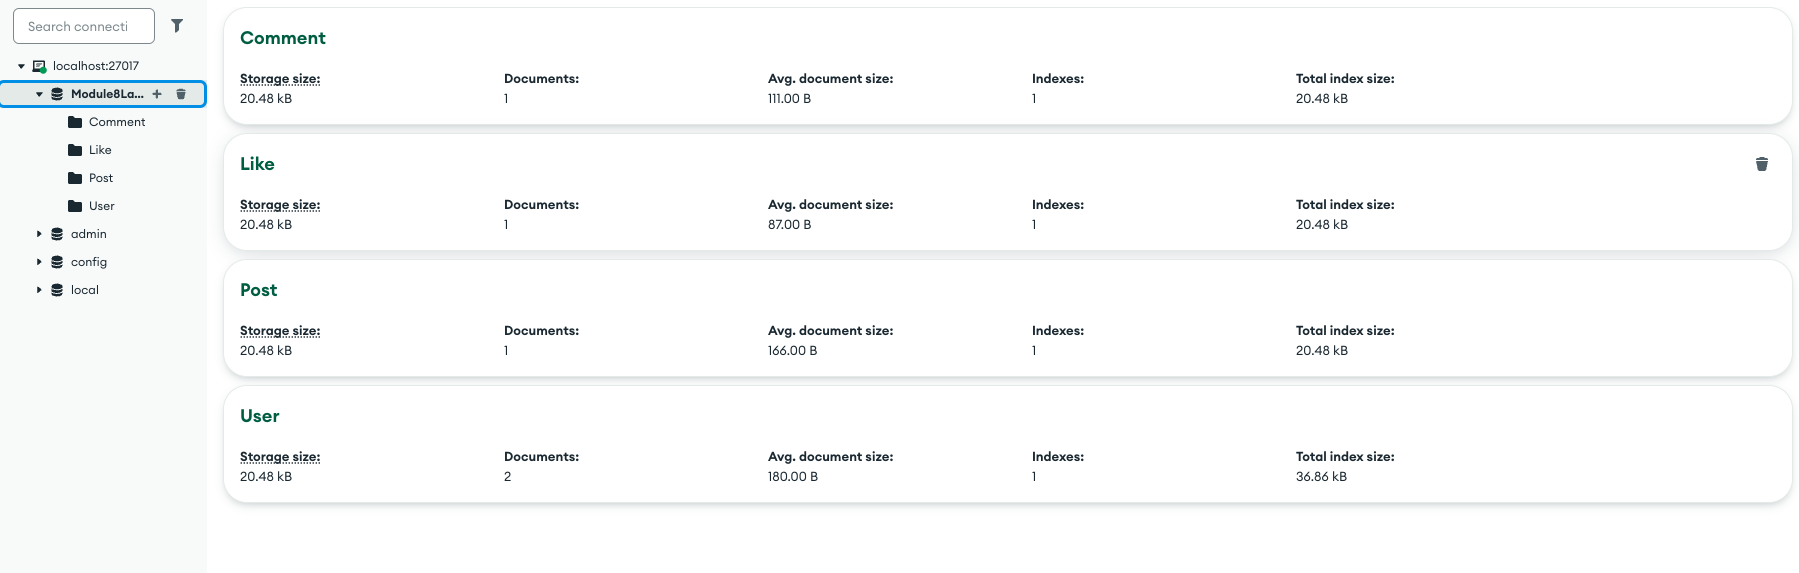 Search connecti
localhost:27017
Module8La...
Comment
Like
Post
User
admin
config
local
Comment
Storage size: Documents: Avg. document size: Indexes: Total index size:
20.48 kB 1 111.00 B 1 20.48 kB
Like
Storage size: Documents: Avg. document size: Indexes: Total index size:
20.48 kB 1 87.00 B 1 20.48 kB
Post
Storage size: Documents: Avg. document size: Indexes: Total index size:
20.48 kB 1 166.00 B 1 20.48 kB
User
Storage size: Documents: Avg. document size: Indexes: Total index size:
20.48 kB 2 180.00 B 1 36.86 kB